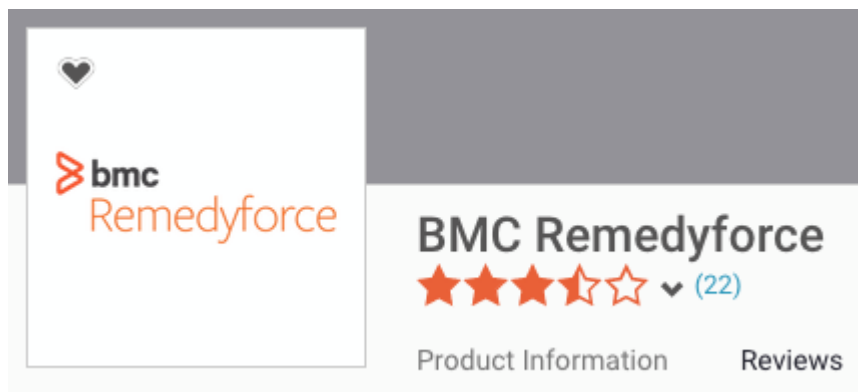 bmc
Remedyforce
BMC Remedyforce
(22)
Product Information Reviews